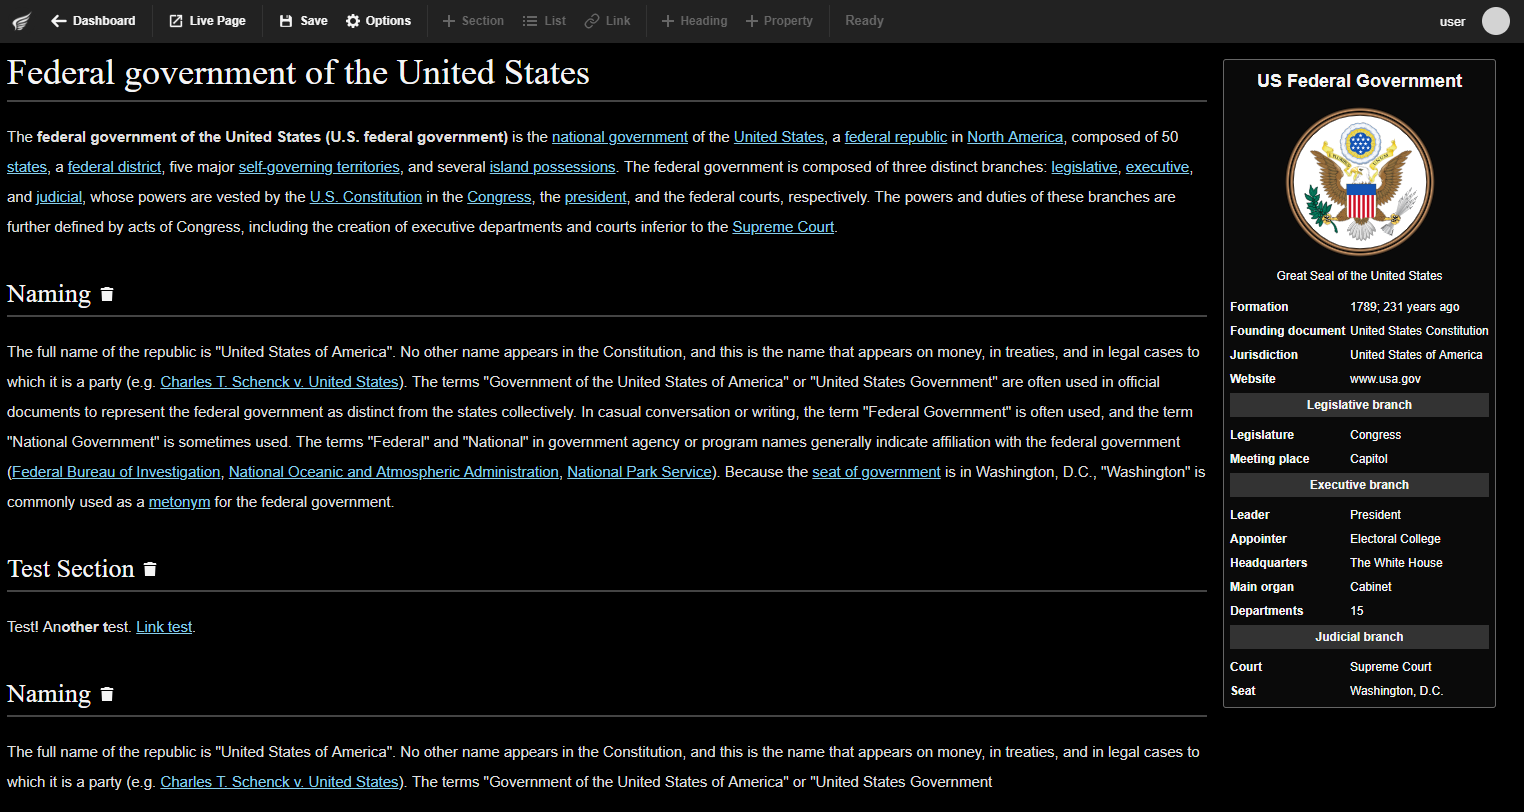 Dashboard Live Page Save Options Section List Link Heading Property Ready user
Federal government of the United States
The federal government of the United States (U.S. federal government) is the national government of the United States, a federal republic in North America, composed of 50
states, a federal district, five major self-governing territories, and several island possessions. The federal government is composed of three distinct branches: legislative, executive,
and judicial, whose powers are vested by the U.S. Constitution in the Congress, the president, and the federal courts, respectively. The powers and duties of these branches are
further defined by acts of Congress, including the creation of executive departments and courts inferior to the Supreme Court.
Naming
The full name of the republic is "United States of America". No other name appears in the Constitution, and this is the name that appears on money, in treaties, and in legal cases to
which it is a party (e.g. Charles T. Schenck v. United States). The terms "Government of the United States of America" or "United States Government" are often used in official
documents to represent the federal government as distinct from the states collectively. In casual conversation or writing, the term "Federal Government" is often used, and the term
"National Government" is sometimes used. The terms "Federal" and "National" in government agency or program names generally indicate affiliation with the federal government
(Federal Bureau of Investigation, National Oceanic and Atmospheric Administration, National Park Service). Because the seat of government is in Washington, D.C., "Washington" is
commonly used as a metonym for the federal government.
Test Section
Test! Another test. Link test.
Naming
The full name of the republic is "United States of America". No other name appears in the Constitution, and this is the name that appears on money, in treaties, and in legal cases to
which it is a party (e.g. Charles T. Schenck v. United States). The terms "Government of the United States of America" or "United States Government
US Federal Government
Great Seal of the United States
Formation 1789; 231 years ago
Founding document United States Constitution
Jurisdiction United States of America
Website www.usa.gov
Legislative branch
Legislature Congress
Meeting place Capitol
Executive branch
Leader President
Appointer Electoral College
Headquarters The White House
Main organ Cabinet
Departments 15
Judicial branch
Court Supreme Court
Seat Washington, D.C.